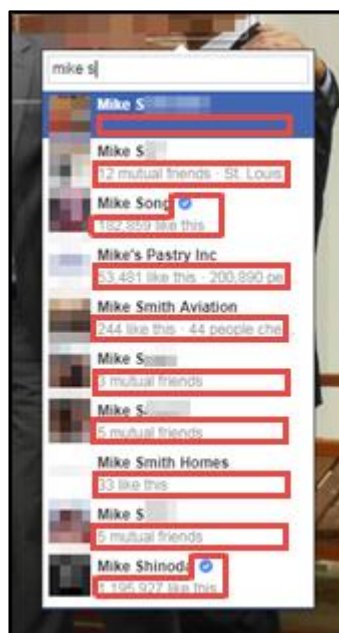 mike s
Mike S
Mike S
12 mutual friends · St. Louis
Mike Song
182,859 like this
Mike's Pastry Inc
53,481 like this · 200,890 pe
Mike Smith Aviation
244 like this · 44 people che...
Mike S
3 mutual friends
Mike S
5 mutual friends
Mike Smith Homes
33 like this
Mike S
5 mutual friends
Mike Shinoda
1,195,927 like this